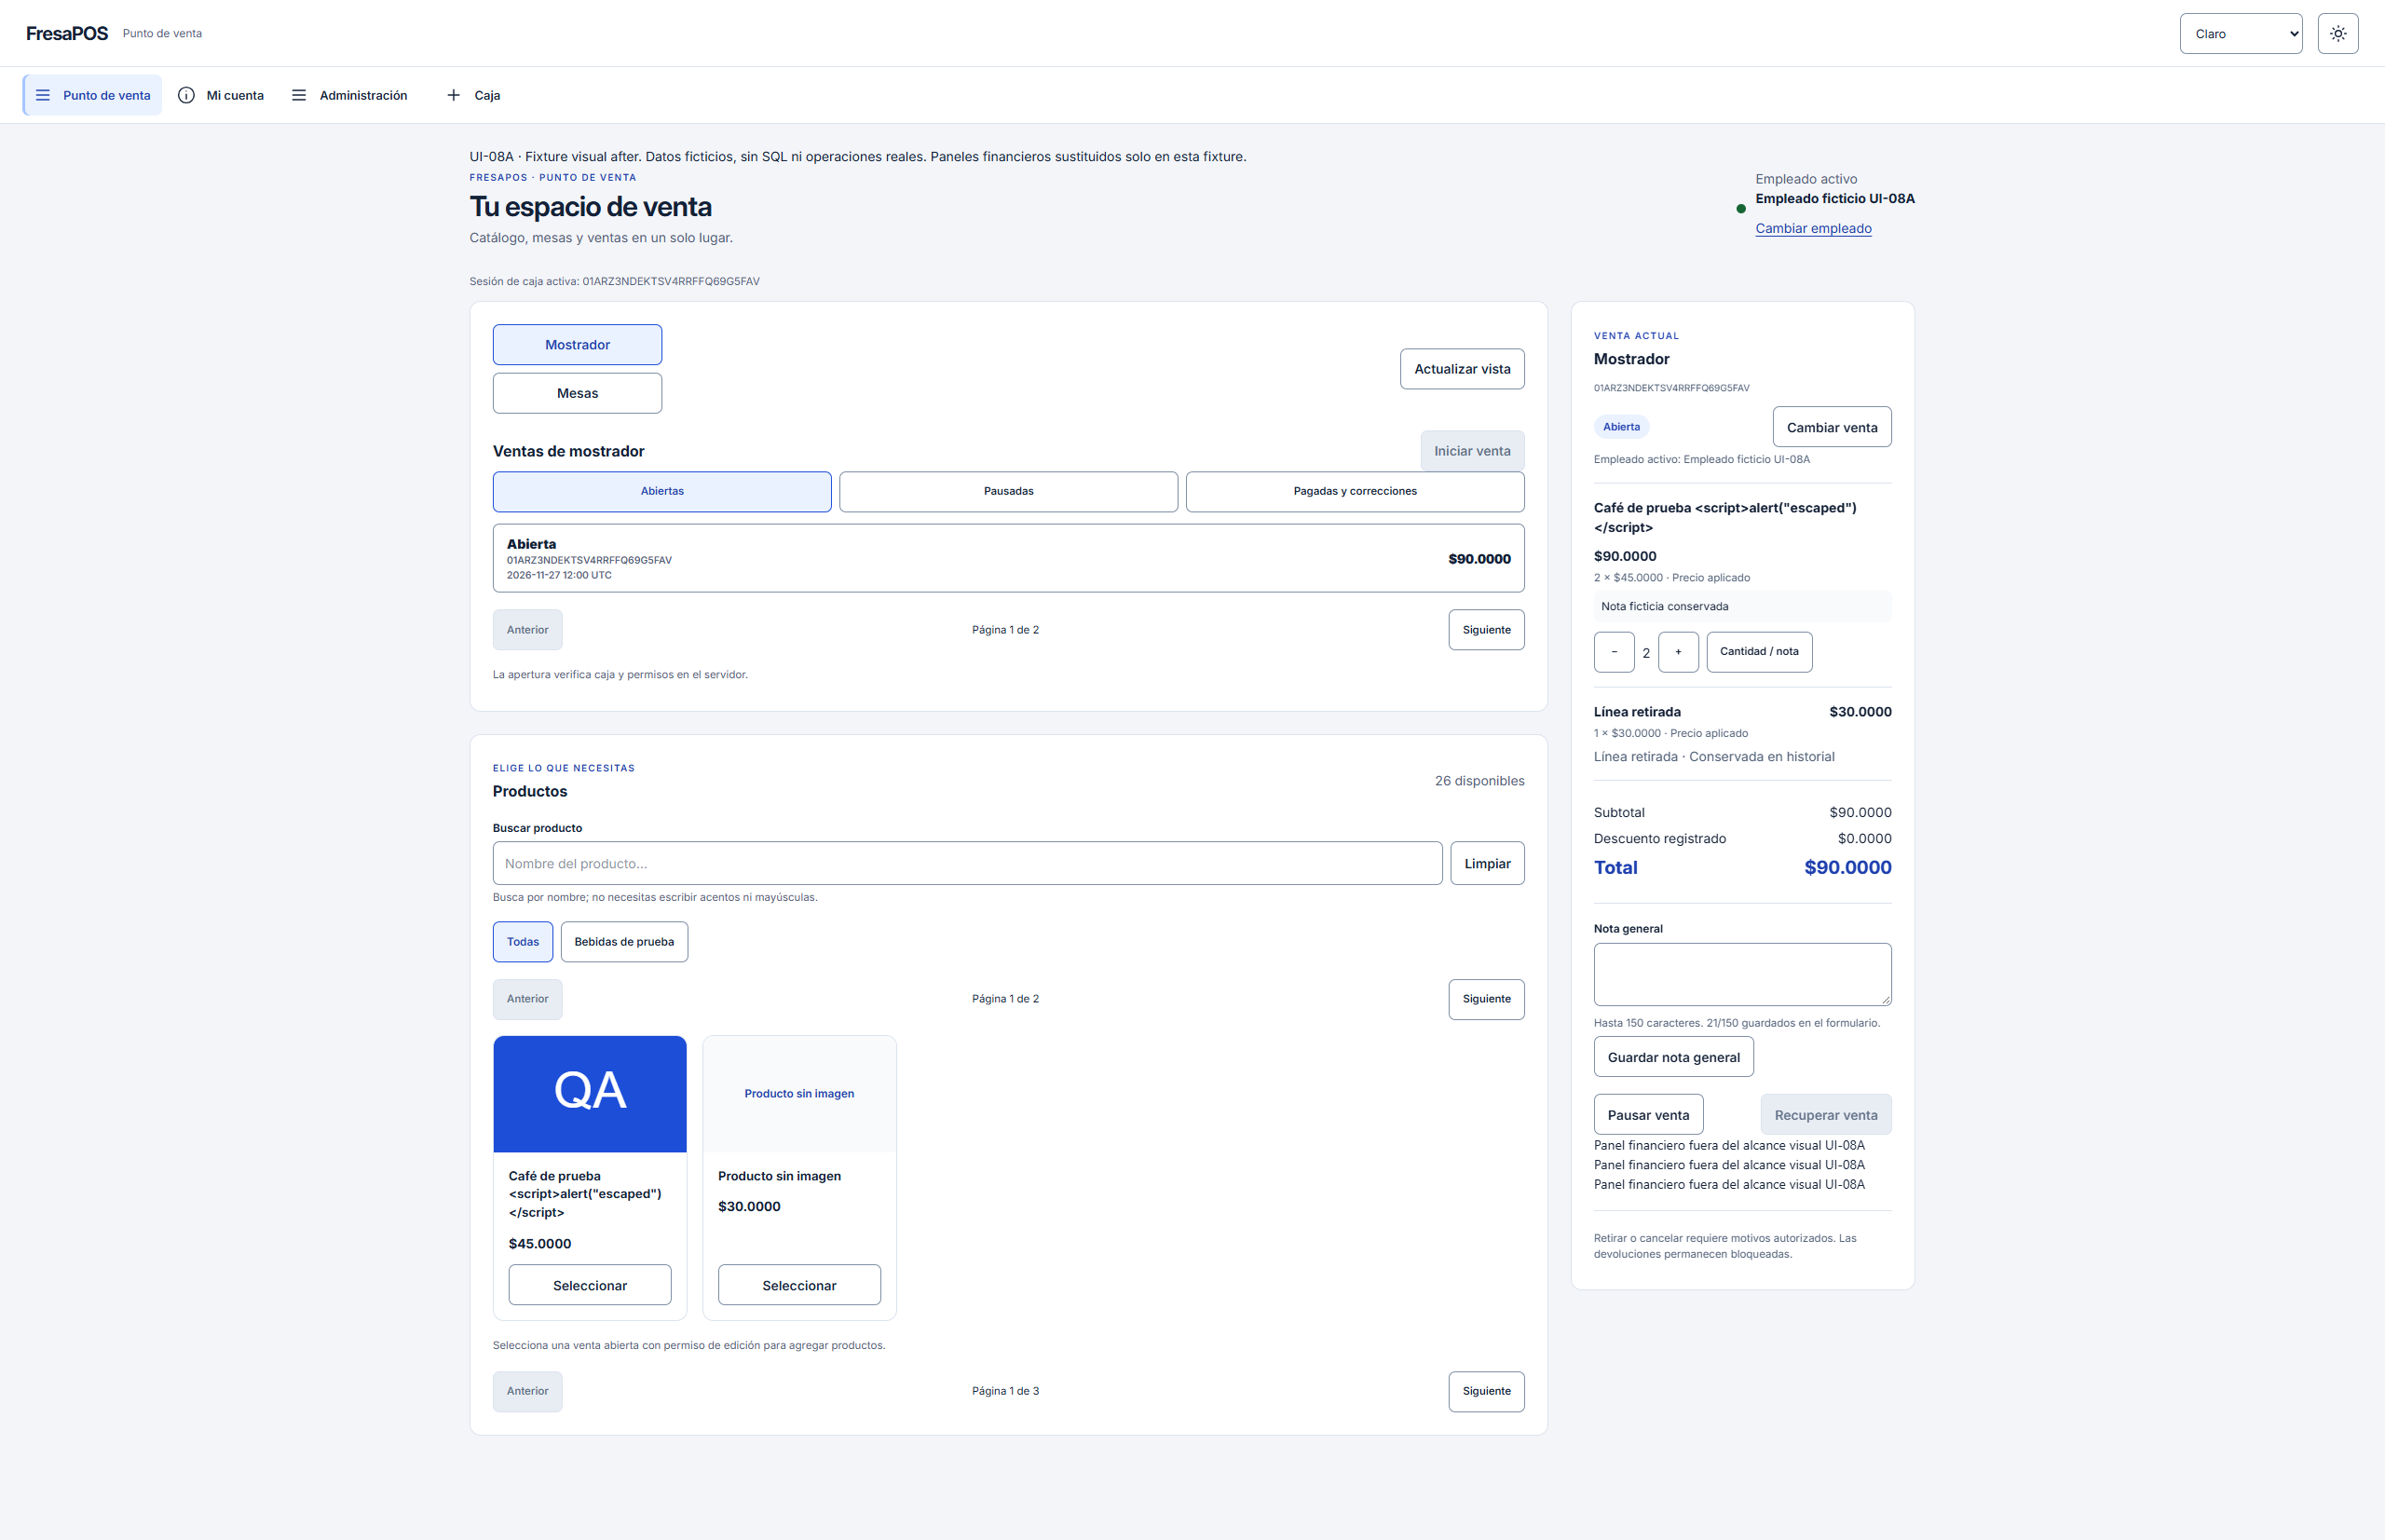 FresaPOS Punto de venta
Claro
Punto de venta
Mi cuenta
Administración
Caja
UI-08A · Fixture visual after. Datos ficticios, sin SQL ni operaciones reales. Paneles financieros sustituidos solo en esta fixture.
FRESAPOS · PUNTO DE VENTA
Tu espacio de venta
Catálogo, mesas y ventas en un solo lugar.
Empleado activo
Empleado ficticio UI-08A
Cambiar empleado
Sesión de caja activa: 01ARZ3NDEKTSV4RRFFQ69G5FAV
Mostrador
Mesas
Actualizar vista
Ventas de mostrador
Iniciar venta
Abiertas
Pausadas
Pagadas y correcciones
Abierta
01ARZ3NDEKTSV4RRFFQ69G5FAV
2026-11-27 12:00 UTC
$90.0000
Anterior
Página 1 de 2
Siguiente
La apertura verifica caja y permisos en el servidor.
ELIGE LO QUE NECESITAS
Productos
26 disponibles
Buscar producto
Nombre del producto...
Limpiar
Busca por nombre; no necesitas escribir acentos ni mayúsculas.
Todas
Bebidas de prueba
Anterior
Página 1 de 2
Siguiente
QA
Café de prueba
<script>alert("escaped")
</script>
$45.0000
Seleccionar
Producto sin imagen
Producto sin imagen
$30.0000
Seleccionar
Selecciona una venta abierta con permiso de edición para agregar productos.
Anterior
Página 1 de 3
Siguiente
VENTA ACTUAL
Mostrador
01ARZ3NDEKTSV4RRFFQ69G5FAV
Abierta
Cambiar venta
Empleado activo: Empleado ficticio UI-08A
Café de prueba <script>alert("escaped")
</script>
$90.0000
2 × $45.0000 · Precio aplicado
Nota ficticia conservada
− 2 + Cantidad / nota
Línea retirada $30.0000
1 × $30.0000 · Precio aplicado
Línea retirada · Conservada en historial
Subtotal $90.0000
Descuento registrado $0.0000
Total $90.0000
Nota general
Hasta 150 caracteres. 21/150 guardados en el formulario.
Guardar nota general
Pausar venta
Recuperar venta
Panel financiero fuera del alcance visual UI-08A
Panel financiero fuera del alcance visual UI-08A
Panel financiero fuera del alcance visual UI-08A
Retirar o cancelar requiere motivos autorizados. Las
devoluciones permanecen bloqueadas.